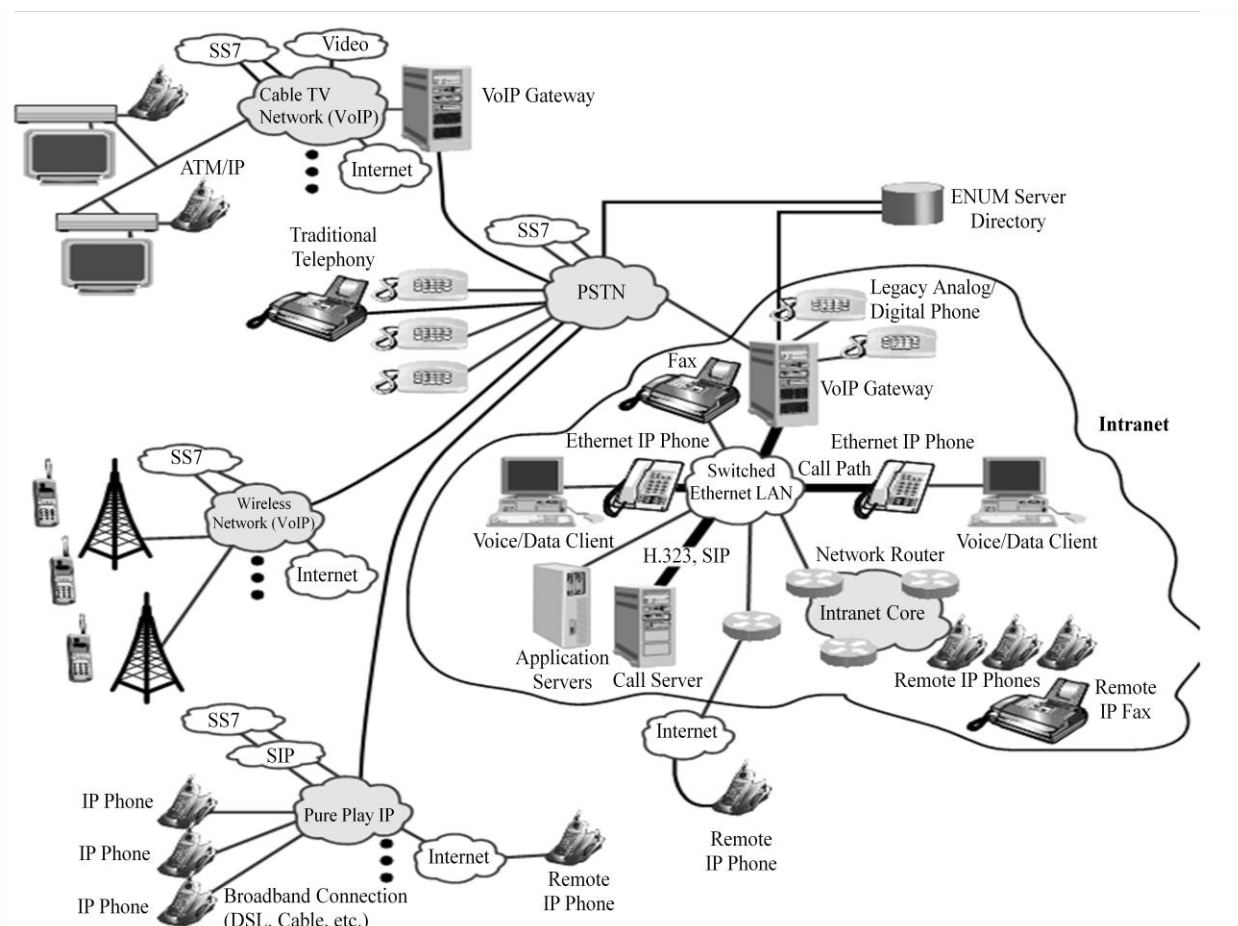 SS7
Video
Cable TV
Network (VoIP)
VoIP Gateway
Internet
ATM/IP
ENUM Server
Directory
SS7
Traditional
Telephony
PSTN
Legacy Analog/
Digital Phone
Fax
VoIP Gateway
Intranet
Ethernet IP Phone
Ethernet IP Phone
SS7
Switched
Ethernet LAN
Call Path
Wireless
Network (VoIP)
Voice/Data Client
Voice/Data Client
H.323, SIP
Network Router
Internet
Intranet Core
Application
Servers
Call Server
Remote IP Phones
Remote
IP Fax
SS7
Internet
SIP
IP Phone
Pure Play IP
Remote
IP Phone
IP Phone
Internet
Remote
IP Phone
IP Phone
Broadband Connection
(DSL, Cable, etc.)